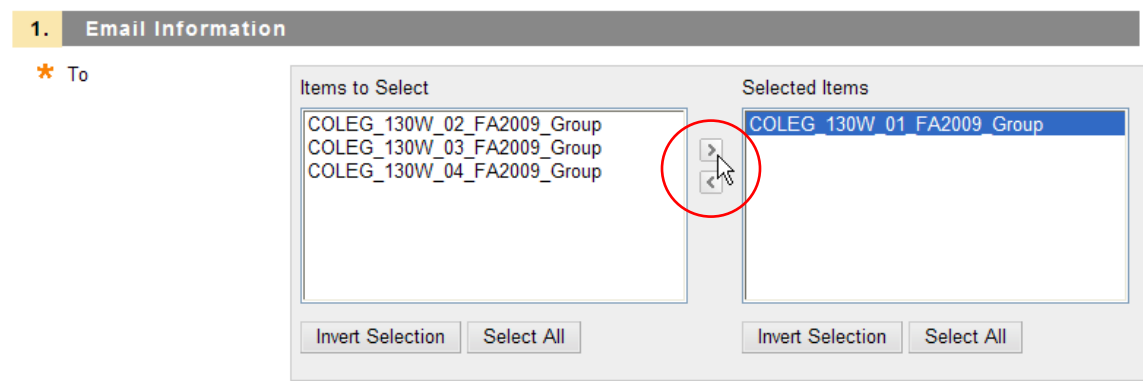 1. Email Information
* To
Items to Select
COLEG_130W_02_FA2009_Group
COLEG_130W_03_FA2009_Group
COLEG_130W_04_FA2009_Group
Invert Selection Select All
>
<
Selected Items
COLEG_130W_01_FA2009_Group
Invert Selection Select All